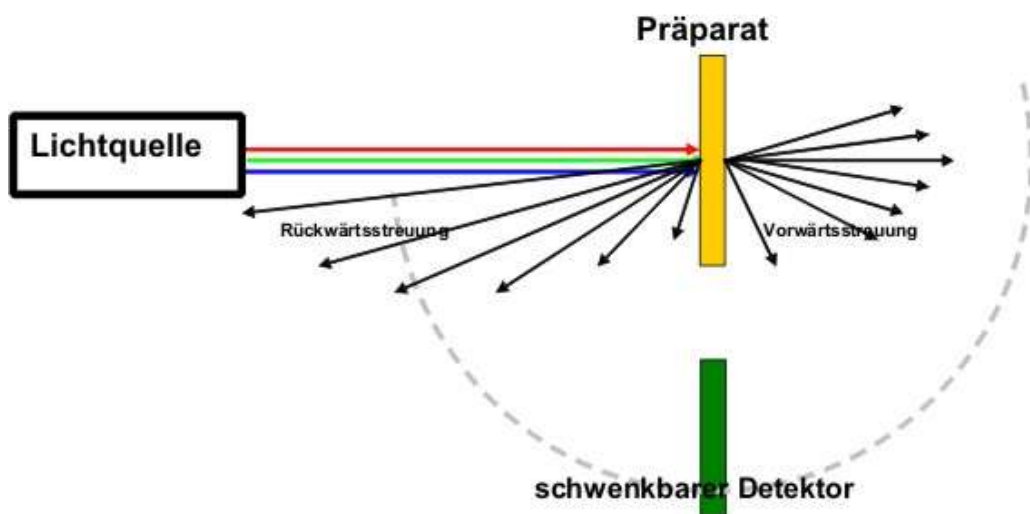 Präparat
Lichtquelle
Rückwärtsstreuung
Vorwärtsstreuung
schwenkbarer Detektor